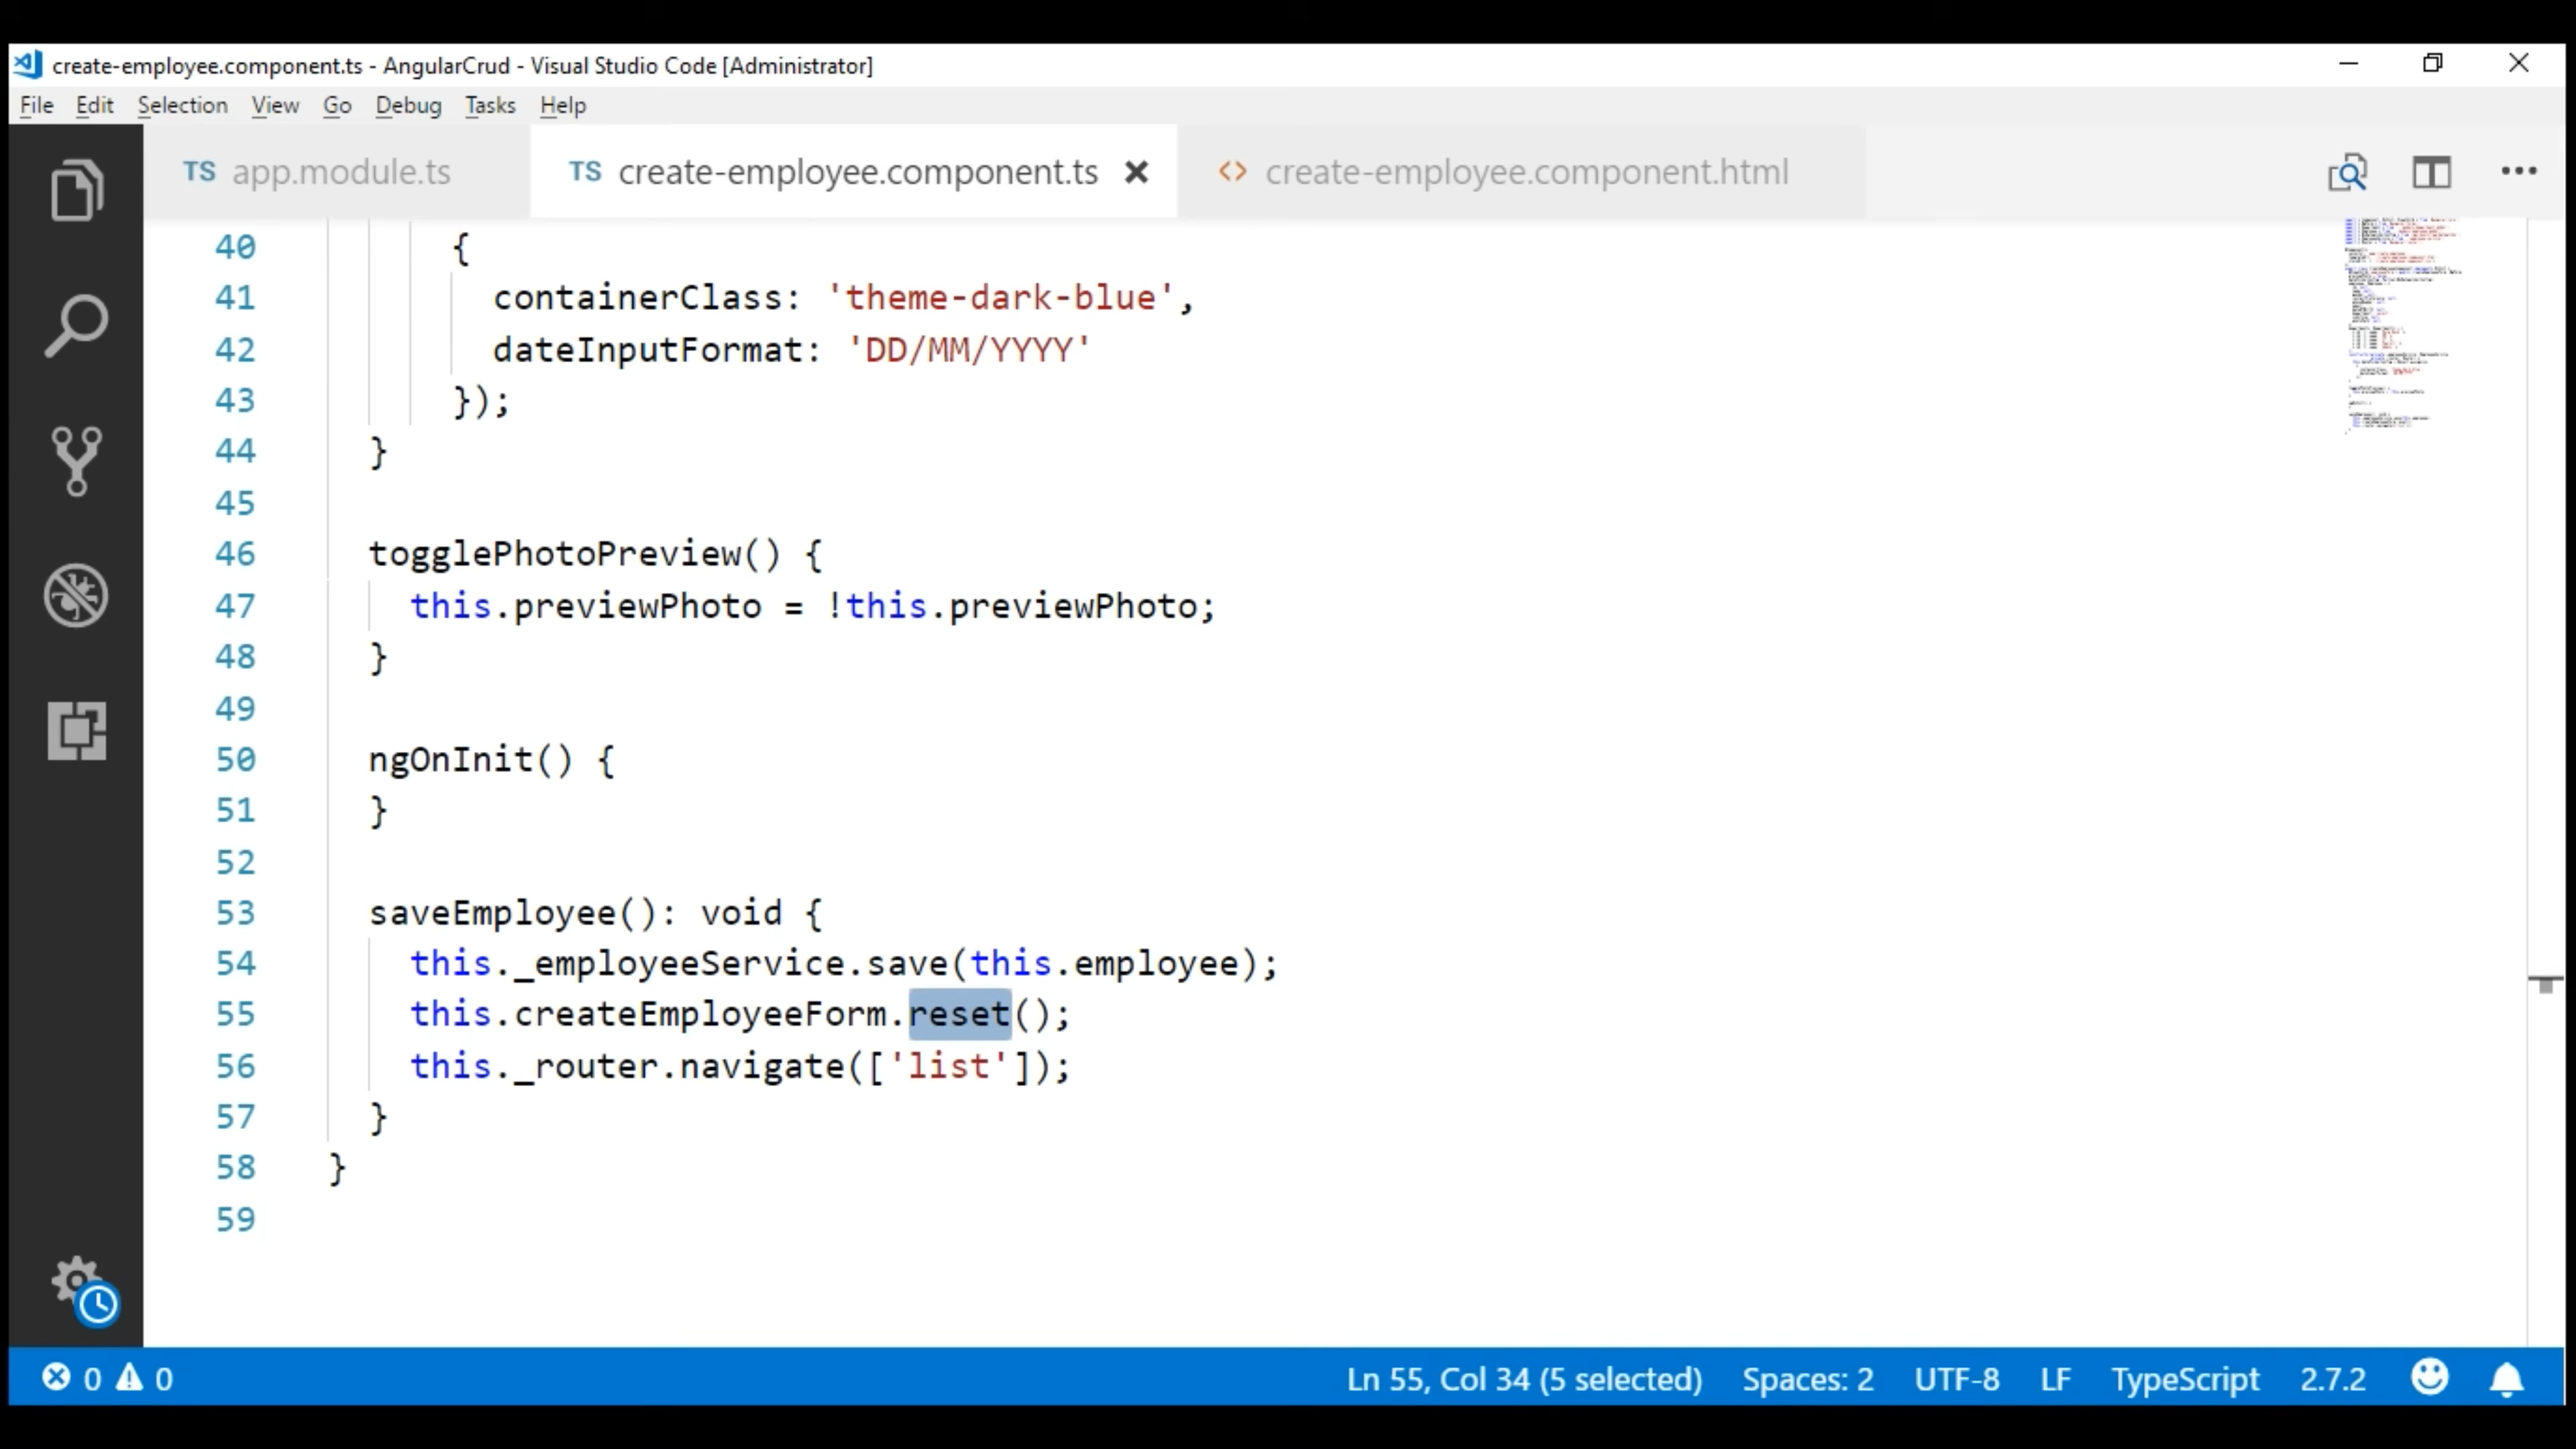 create-employee.component.ts - AngularCrud - Visual Studio Code [Administrator]
File Edit Selection View Go Debug Tasks Help
TS app.module.ts TS create-employee.component.ts <> create-employee.component.html
40 {
41 containerClass: 'theme-dark-blue',
42 dateInputFormat: 'DD/MM/YYYY'
43 });
44 }
45
46 togglePhotoPreview() {
47 this.previewPhoto = !this.previewPhoto;
48 }
49
50 ngOnInit() {
51 }
52
53 saveEmployee(): void {
54 this._employeeService.save(this.employee);
55 this.createEmployeeForm.reset();
56 this._router.navigate(['list']);
57 }
58 }
59
0 0 Ln 55, Col 34 (5 selected) Spaces: 2 UTF-8 LF TypeScript 2.7.2